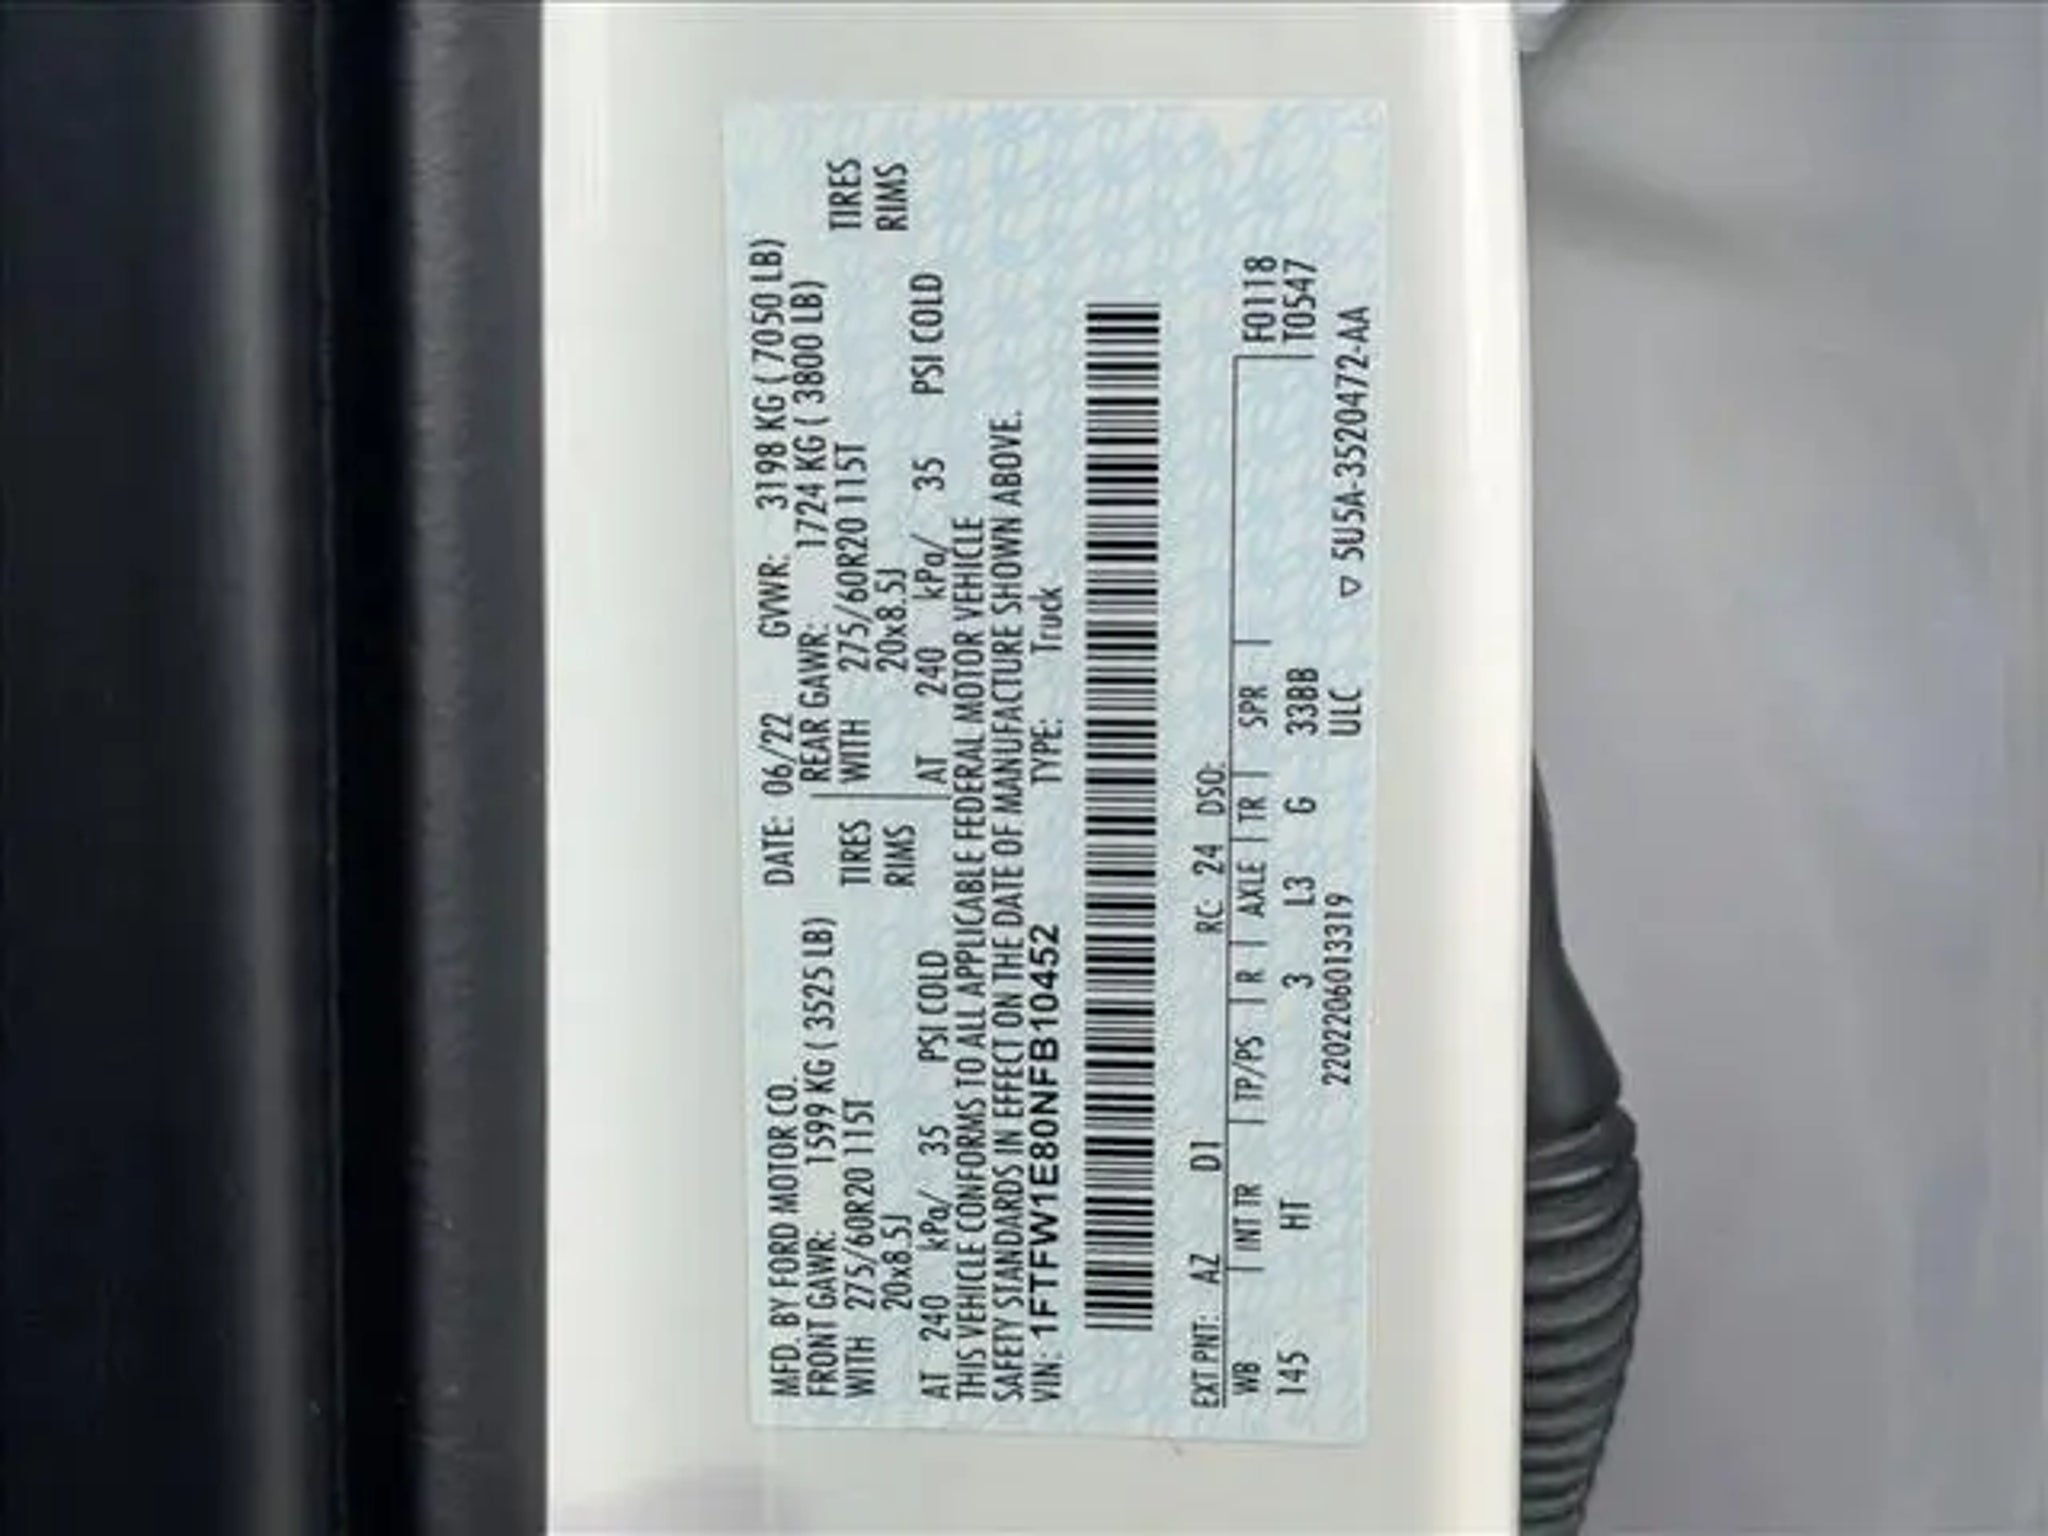 MFD. BY FORD MOTOR CO. DATE: 06/22 GVWR: 3198 KG ( 7050 LB)
FRONT GAWR: 1599 KG ( 3525 LB) REAR GAWR: 1724 KG ( 3800 LB)
WITH 275/60R20 115T TIRES WITH 275/60R20 115T TIRES
20x8.5J RIMS 20x8.5J RIMS
AT 240 kPa/ 35 PSI COLD AT 240 kPa/ 35 PSI COLD
THIS VEHICLE CONFORMS TO ALL APPLICABLE FEDERAL MOTOR VEHICLE
SAFETY STANDARDS IN EFFECT ON THE DATE OF MANUFACTURE SHOWN ABOVE.
VIN: 1FTFW1E80NFB10452 TYPE: Truck
EXT PNT: AZ D1 RC: 24 DSO:
WB INT TR TP/PS R AXLE TR SPR F0118
145 HT 3 L3 G 33BB T0547
2202206013319 ULC ▽ 5U5A-3520472-AA